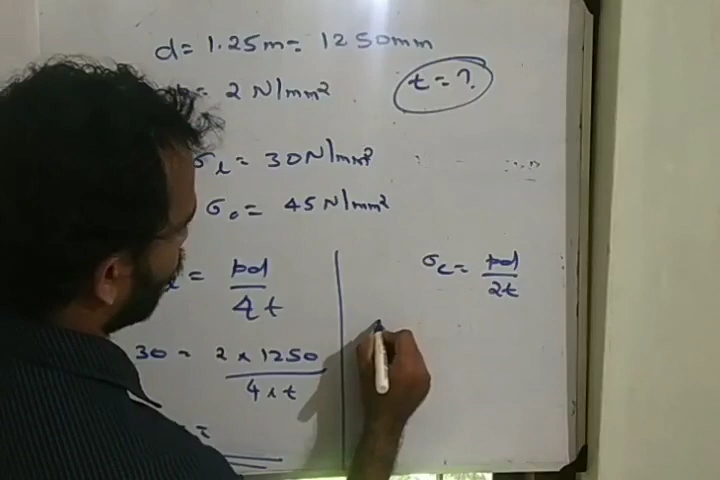 d = 1.25m = 1250mm
= 2 N/mm²
t = ?
σl = 30N/mm²
σc = 45N/mm²
= pd/4t
σc = pd/2t
30 = 2 x 1250/4 x t
=